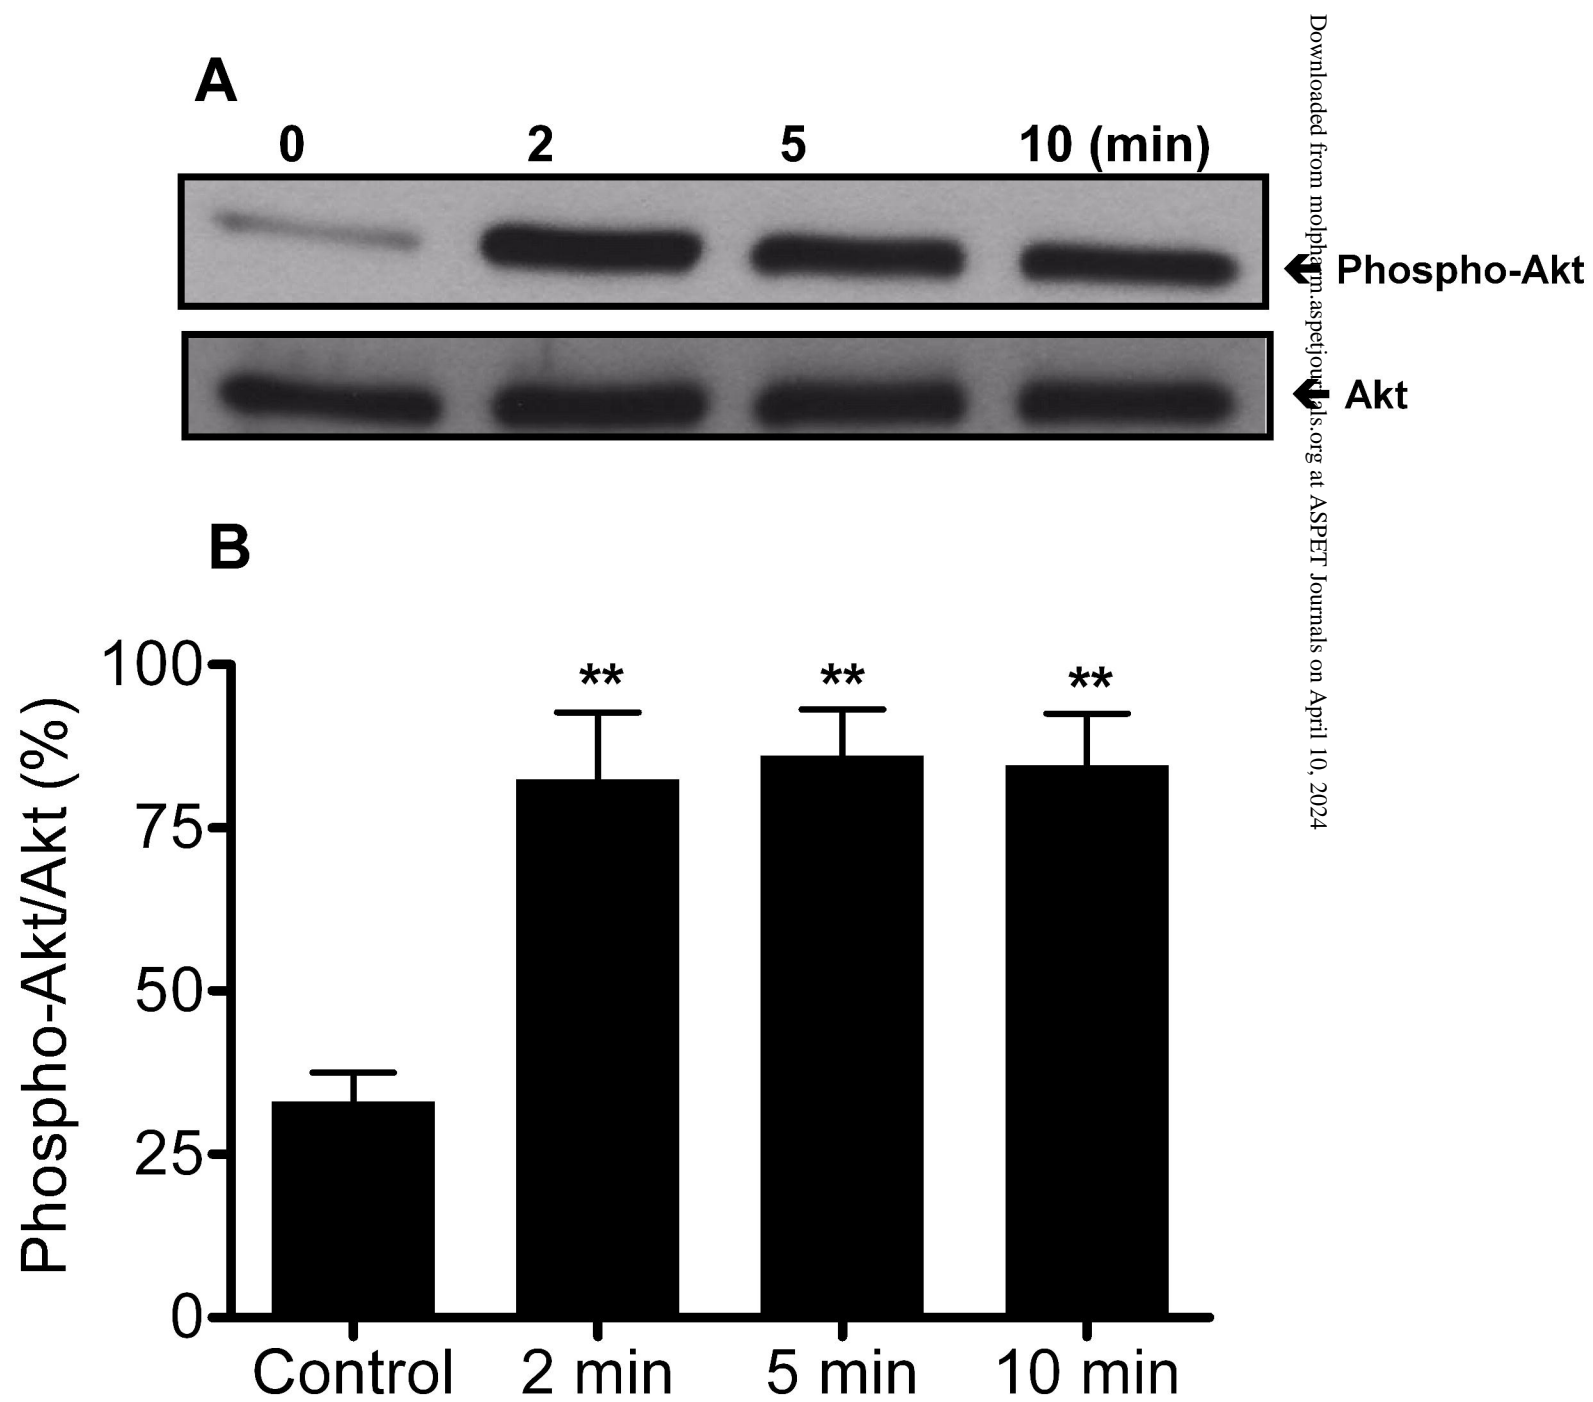 A
0 2 5 10 (min)
Phospho-Akt
Akt
B
Phospho-Akt/Akt (%)
100
75
50
25
0
** ** **
Control 2 min 5 min 10 min
Downloaded from molpharm.aspetjournals.org at ASPET Journals on April 10, 2024